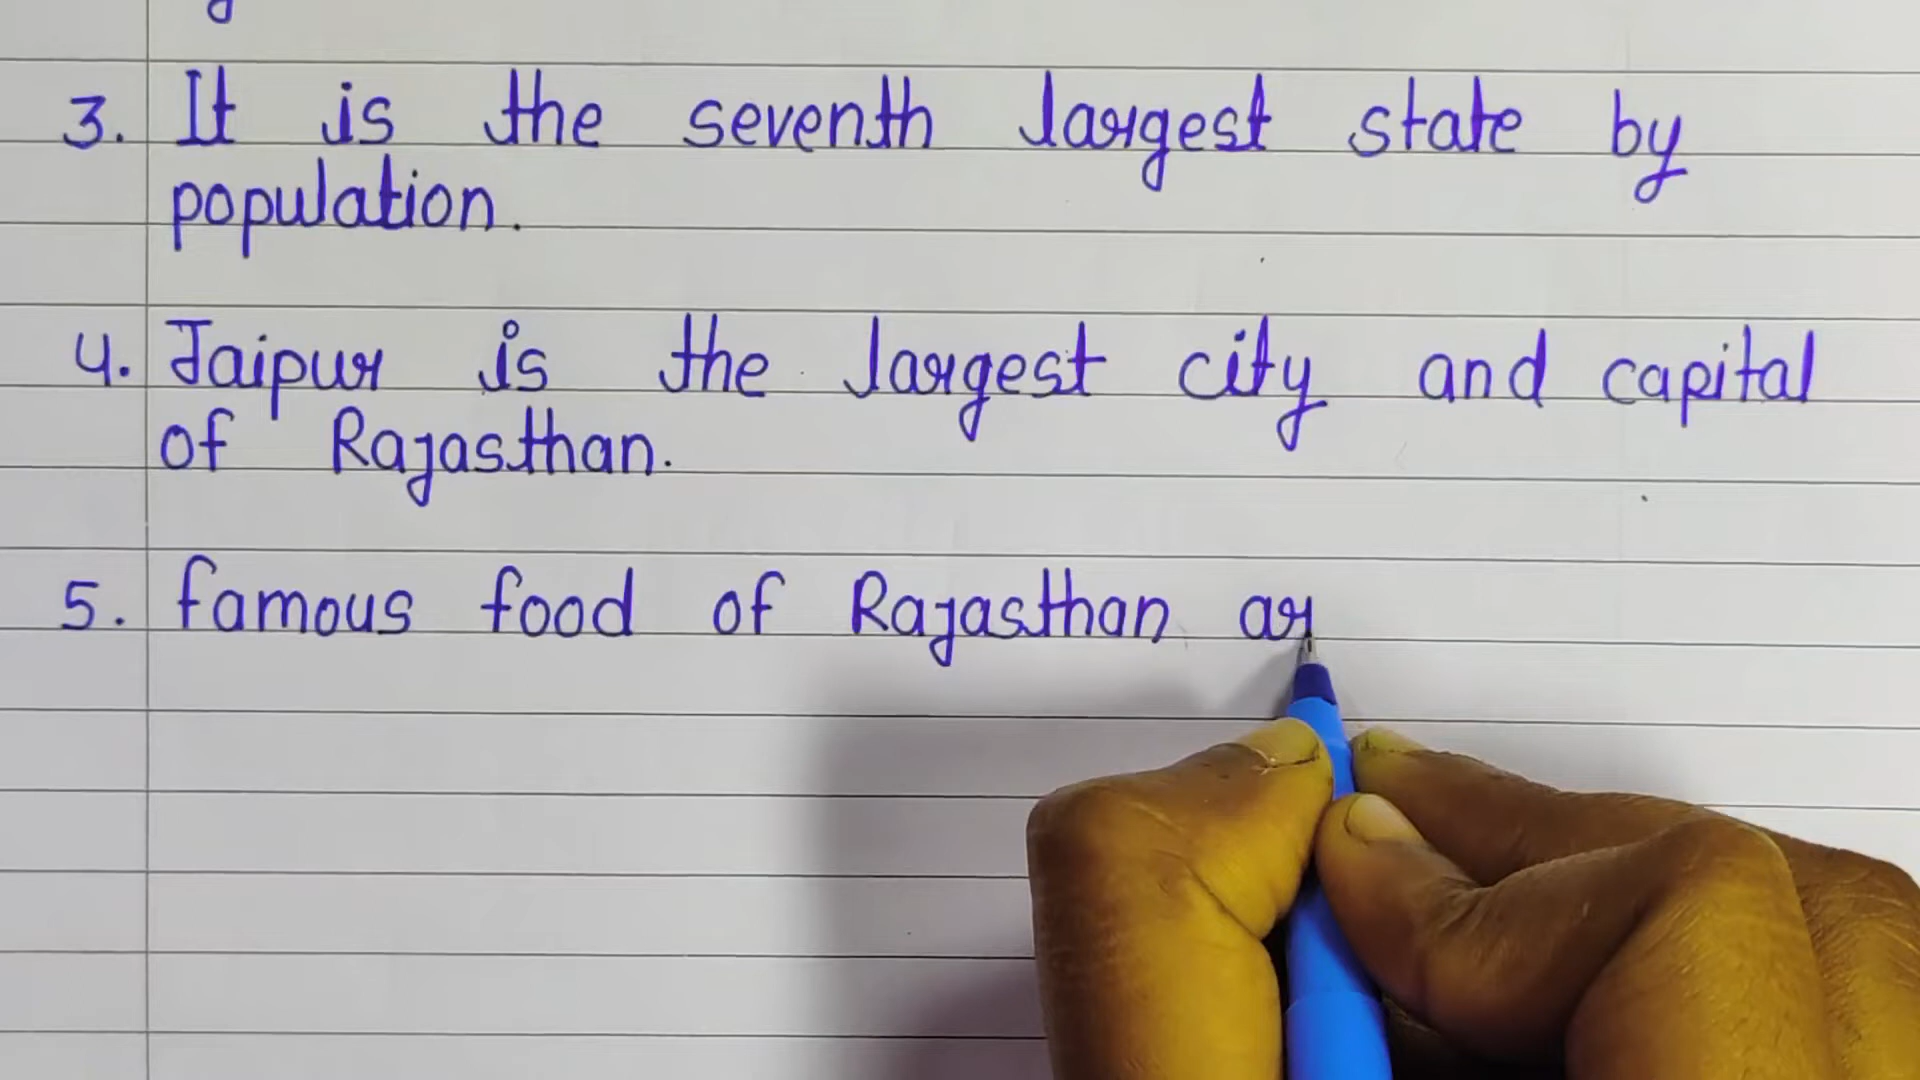 3. It is the seventh largest state by
population.
4. Jaipur is the largest city and capital
of Rajasthan.
5. famous food of Rajasthan ar